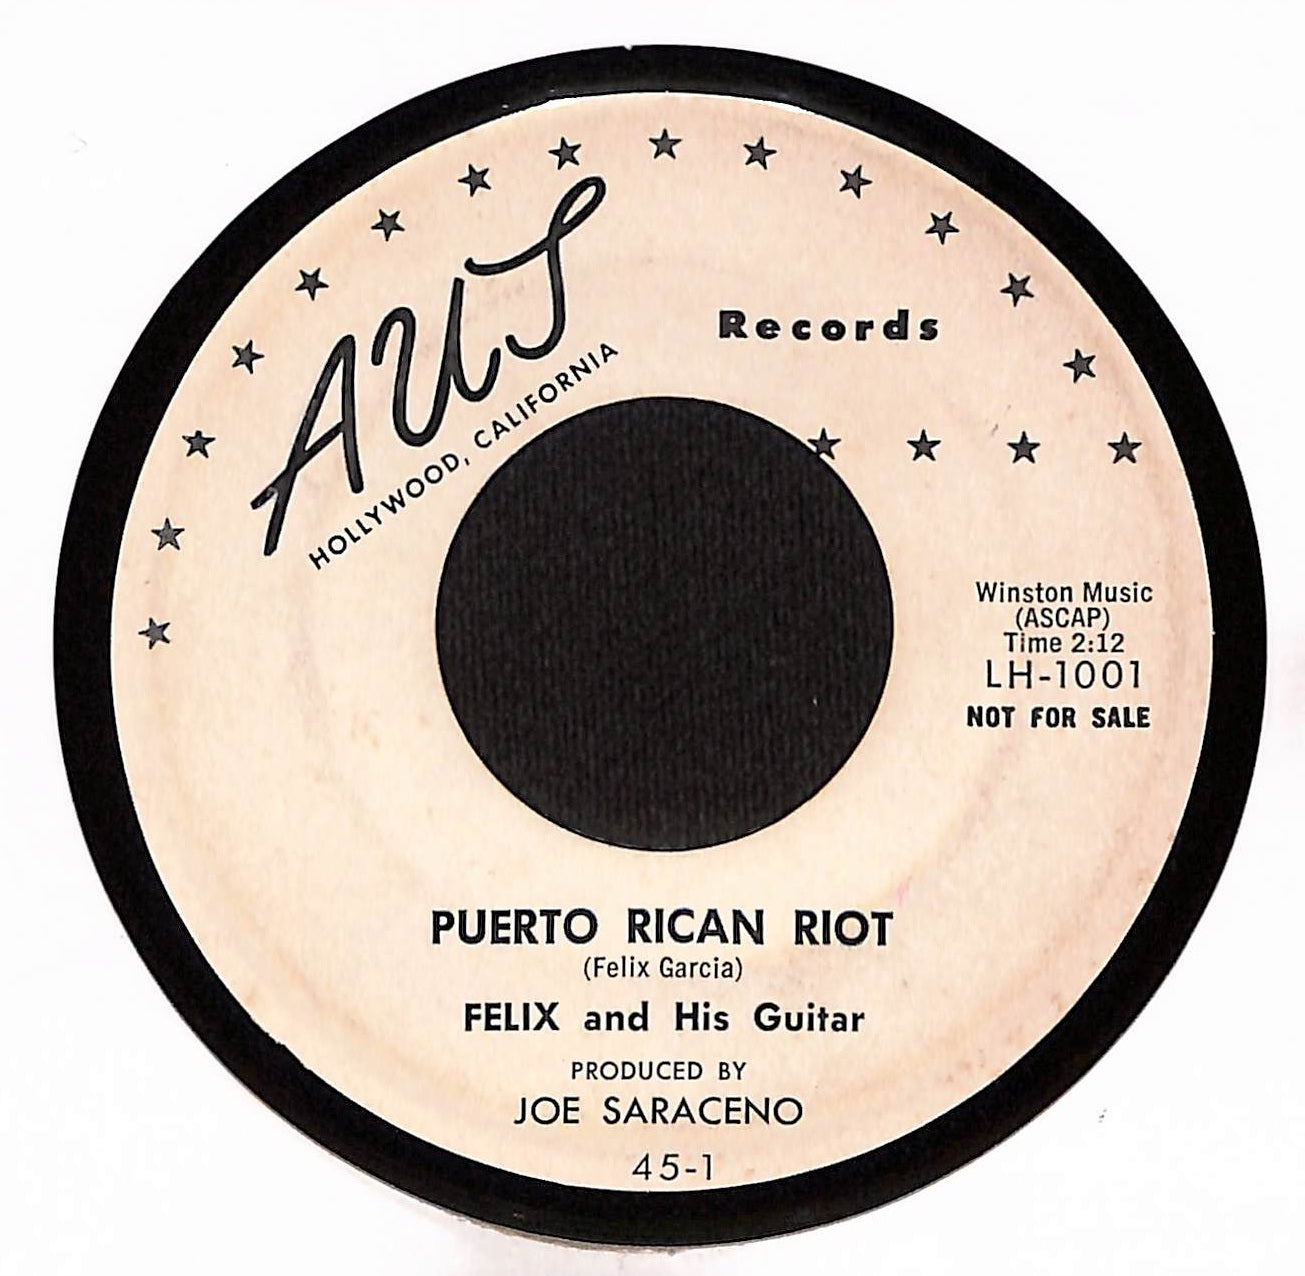 AUS
Records
HOLLYWOOD, CALIFORNIA
Winston Music
(ASCAP)
Time 2:12
LH-1001
NOT FOR SALE
PUERTO RICAN RIOT
(Felix Garcia)
FELIX and His Guitar
PRODUCED BY
JOE SARACENO
45-1